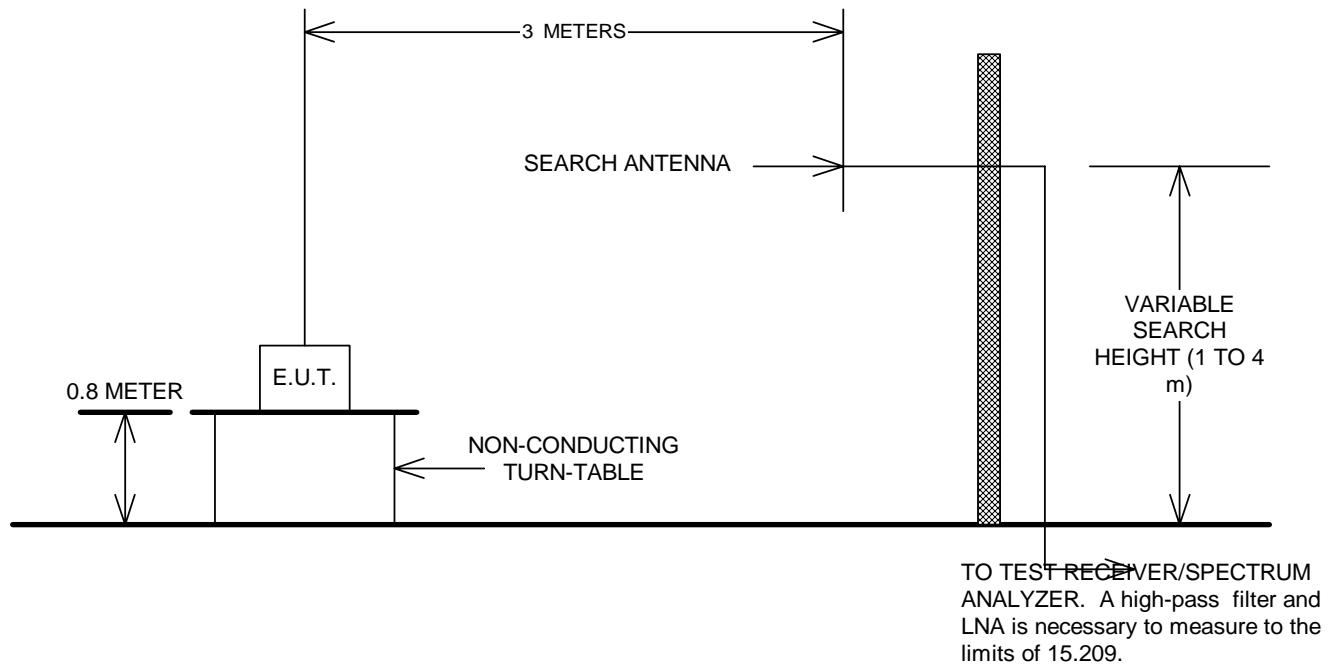 3 METERS
SEARCH ANTENNA
VARIABLE
SEARCH
HEIGHT (1 TO 4
m)
E.U.T.
0.8 METER
NON-CONDUCTING
TURN-TABLE
TO TEST RECEIVER/SPECTRUM
ANALYZER.  A high-pass  filter and
LNA is necessary to measure to the
limits of 15.209.